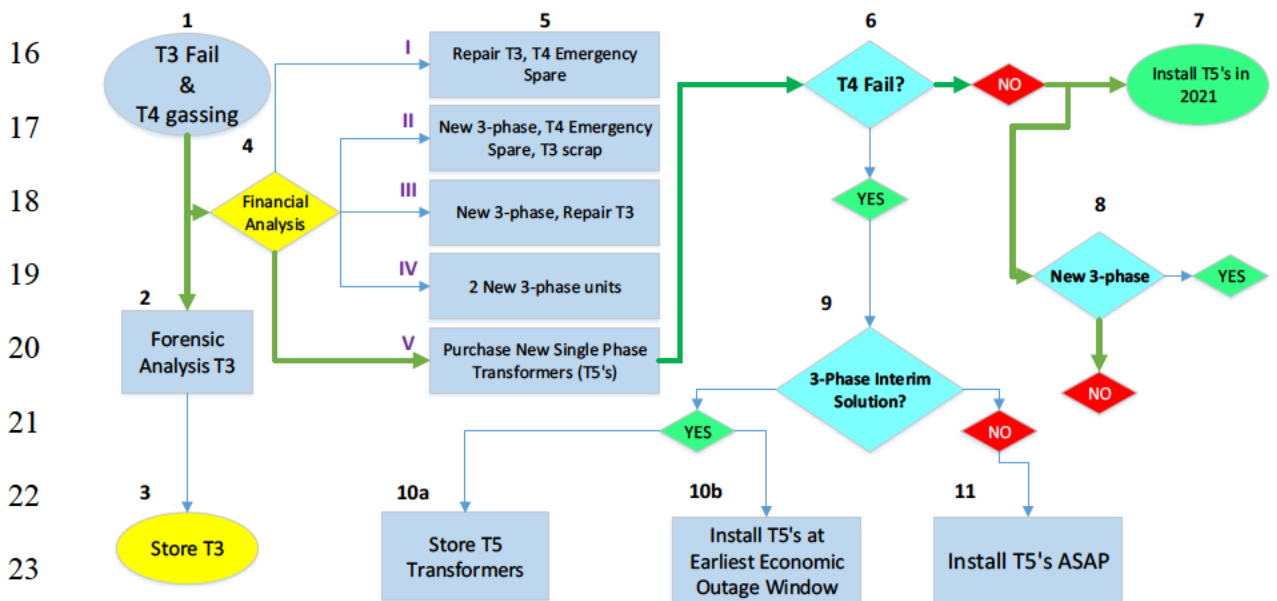 1
5
6
7
16
T3 Fail
&
T4 gassing
I
Repair T3, T4 Emergency
Spare
T4 Fail?
NO
Install T5's in
2021
17
4
II
New 3-phase, T4 Emergency
Spare, T3 scrap
18
Financial
Analysis
III
New 3-phase, Repair T3
YES
8
19
IV
2 New 3-phase units
New 3-phase
YES
2
9
20
Forensic
Analysis T3
V
Purchase New Single Phase
Transformers (T5's)
3-Phase Interim
Solution?
NO
21
YES
NO
22
3
10a
10b
11
23
Store T3
Store T5
Transformers
Install T5's at
Earliest Economic
Outage Window
Install T5's ASAP